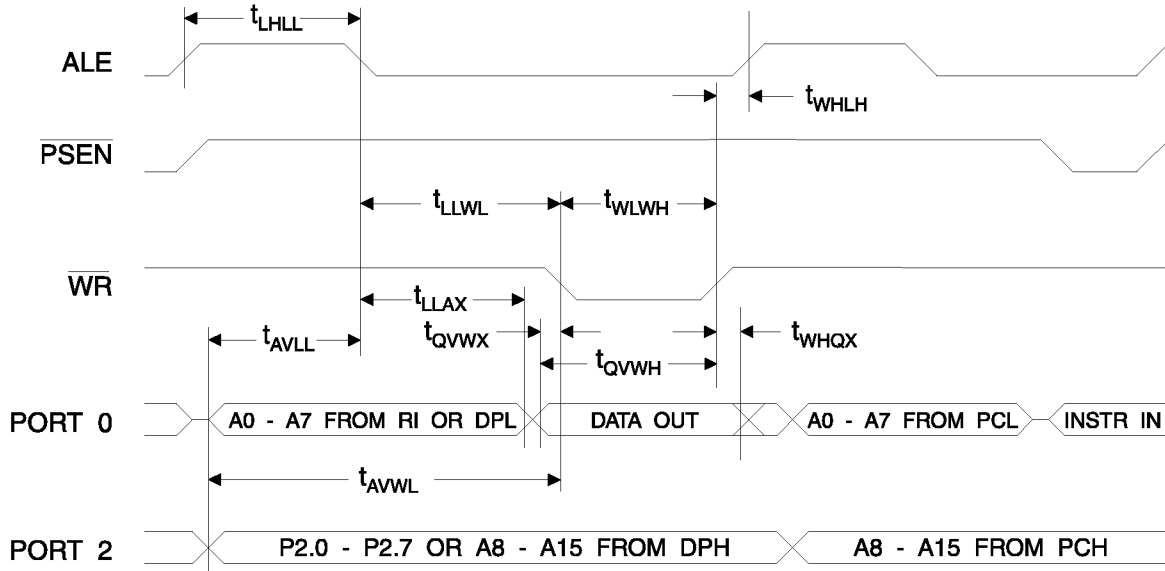 tLHLL
ALE
tWHLH
PSEN
tLLWL
tWLWH
WR
tLLAX
tAVLL
tQVWX
tWHQX
tQVWH
PORT 0
A0 - A7 FROM RI OR DPL
DATA OUT
A0 - A7 FROM PCL
INSTR IN
tAVWL
PORT 2
P2.0 - P2.7 OR A8 - A15 FROM DPH
A8 - A15 FROM PCH